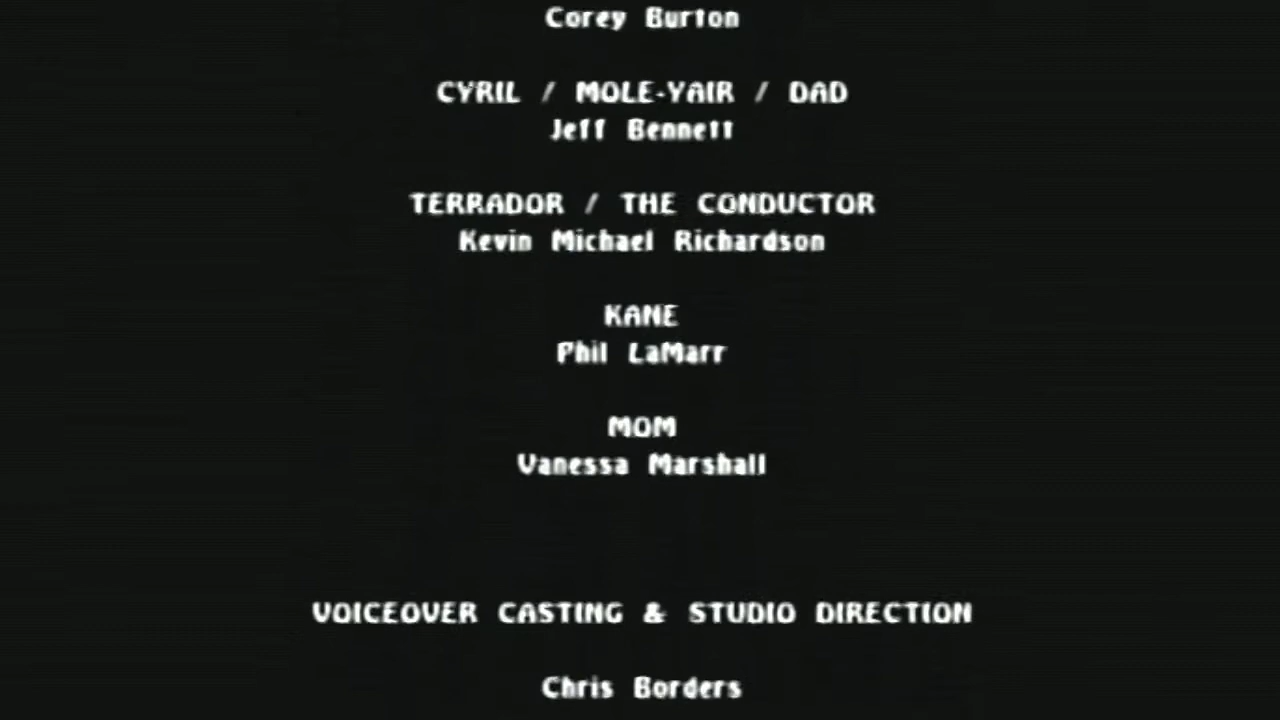 Corey Burton
CYRIL / MOLE-YAIR / DAD
Jeff Bennett
TERRADOR / THE CONDUCTOR
Kevin Michael Richardson
KANE
Phil LaMarr
MOM
Vanessa Marshall
VOICEOVER CASTING & STUDIO DIRECTION
Chris Borders